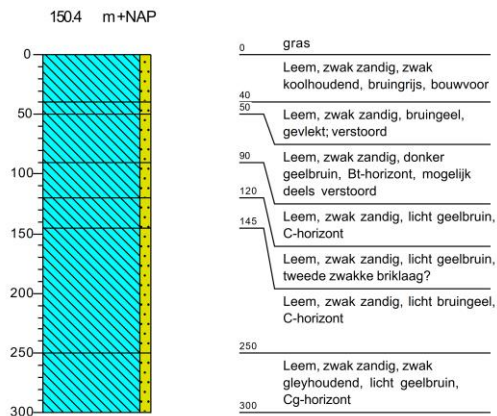 150.4 m+NAP
0
50
100
150
200
250
300
0 gras
Leem, zwak zandig, zwak
koolhoudend, bruingrijs, bouwvoor
40
50
Leem, zwak zandig, bruingeel,
gevlekt; verstoord
90
Leem, zwak zandig, donker
geelbruin, Bt-horizont, mogelijk
deels verstoord
120
Leem, zwak zandig, licht geelbruin,
C-horizont
145
Leem, zwak zandig, licht geelbruin,
tweede zwakke briklaag?
Leem, zwak zandig, licht bruingeel,
C-horizont
250
Leem, zwak zandig, zwak
gleyhoudend, licht geelbruin,
Cg-horizont
300